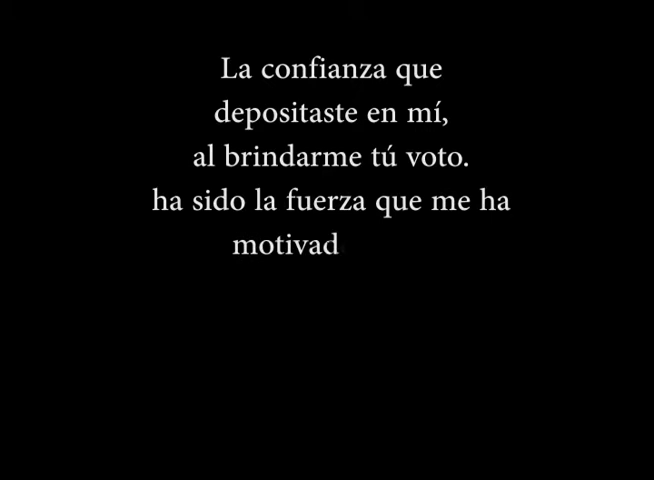 La confianza que
depositaste en mí,
al brindarme tú voto.
ha sido la fuerza que me ha
motivad